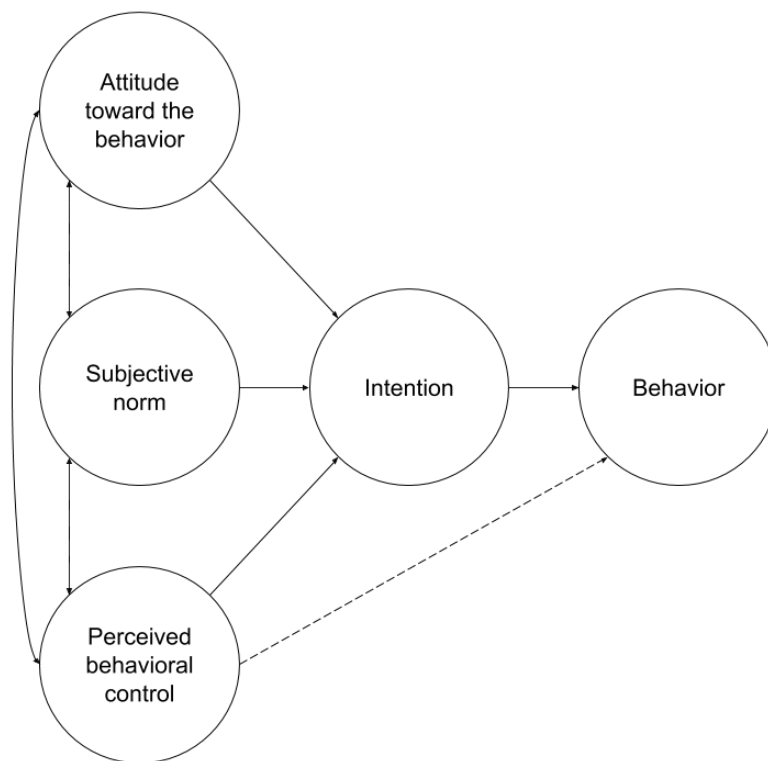 Attitude
toward the
behavior
Subjective
norm
Intention
Behavior
Perceived
behavioral
control